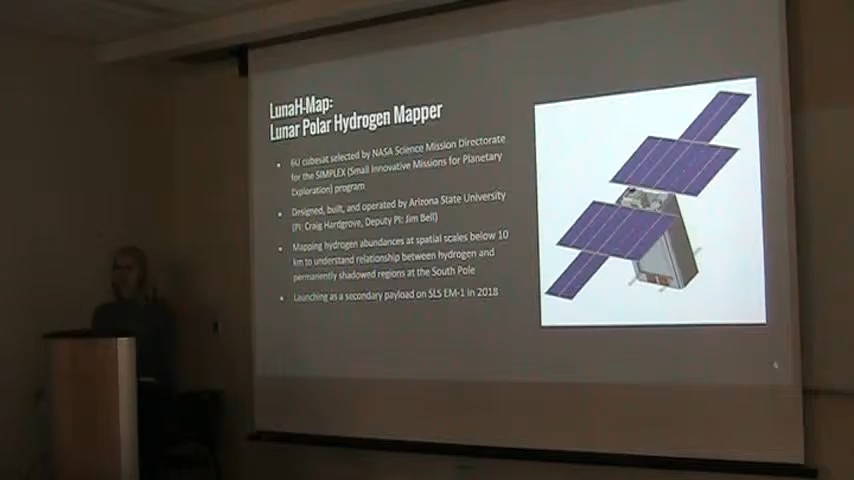 LunaH-Map:
Lunar Polar Hydrogen Mapper
• 6U cubesat selected by NASA Science Mission Directorate
for the SIMPLEX (Small Innovative Missions for Planetary
Exploration) program
• Designed, built, and operated by Arizona State University
(PI: Craig Hardgrove, Deputy PI: Jim Bell)
• Mapping hydrogen abundances at spatial scales below 10
km to understand relationship between hydrogen and
permanently shadowed regions at the South Pole
• Launching as a secondary payload on SLS EM-1 in 2018